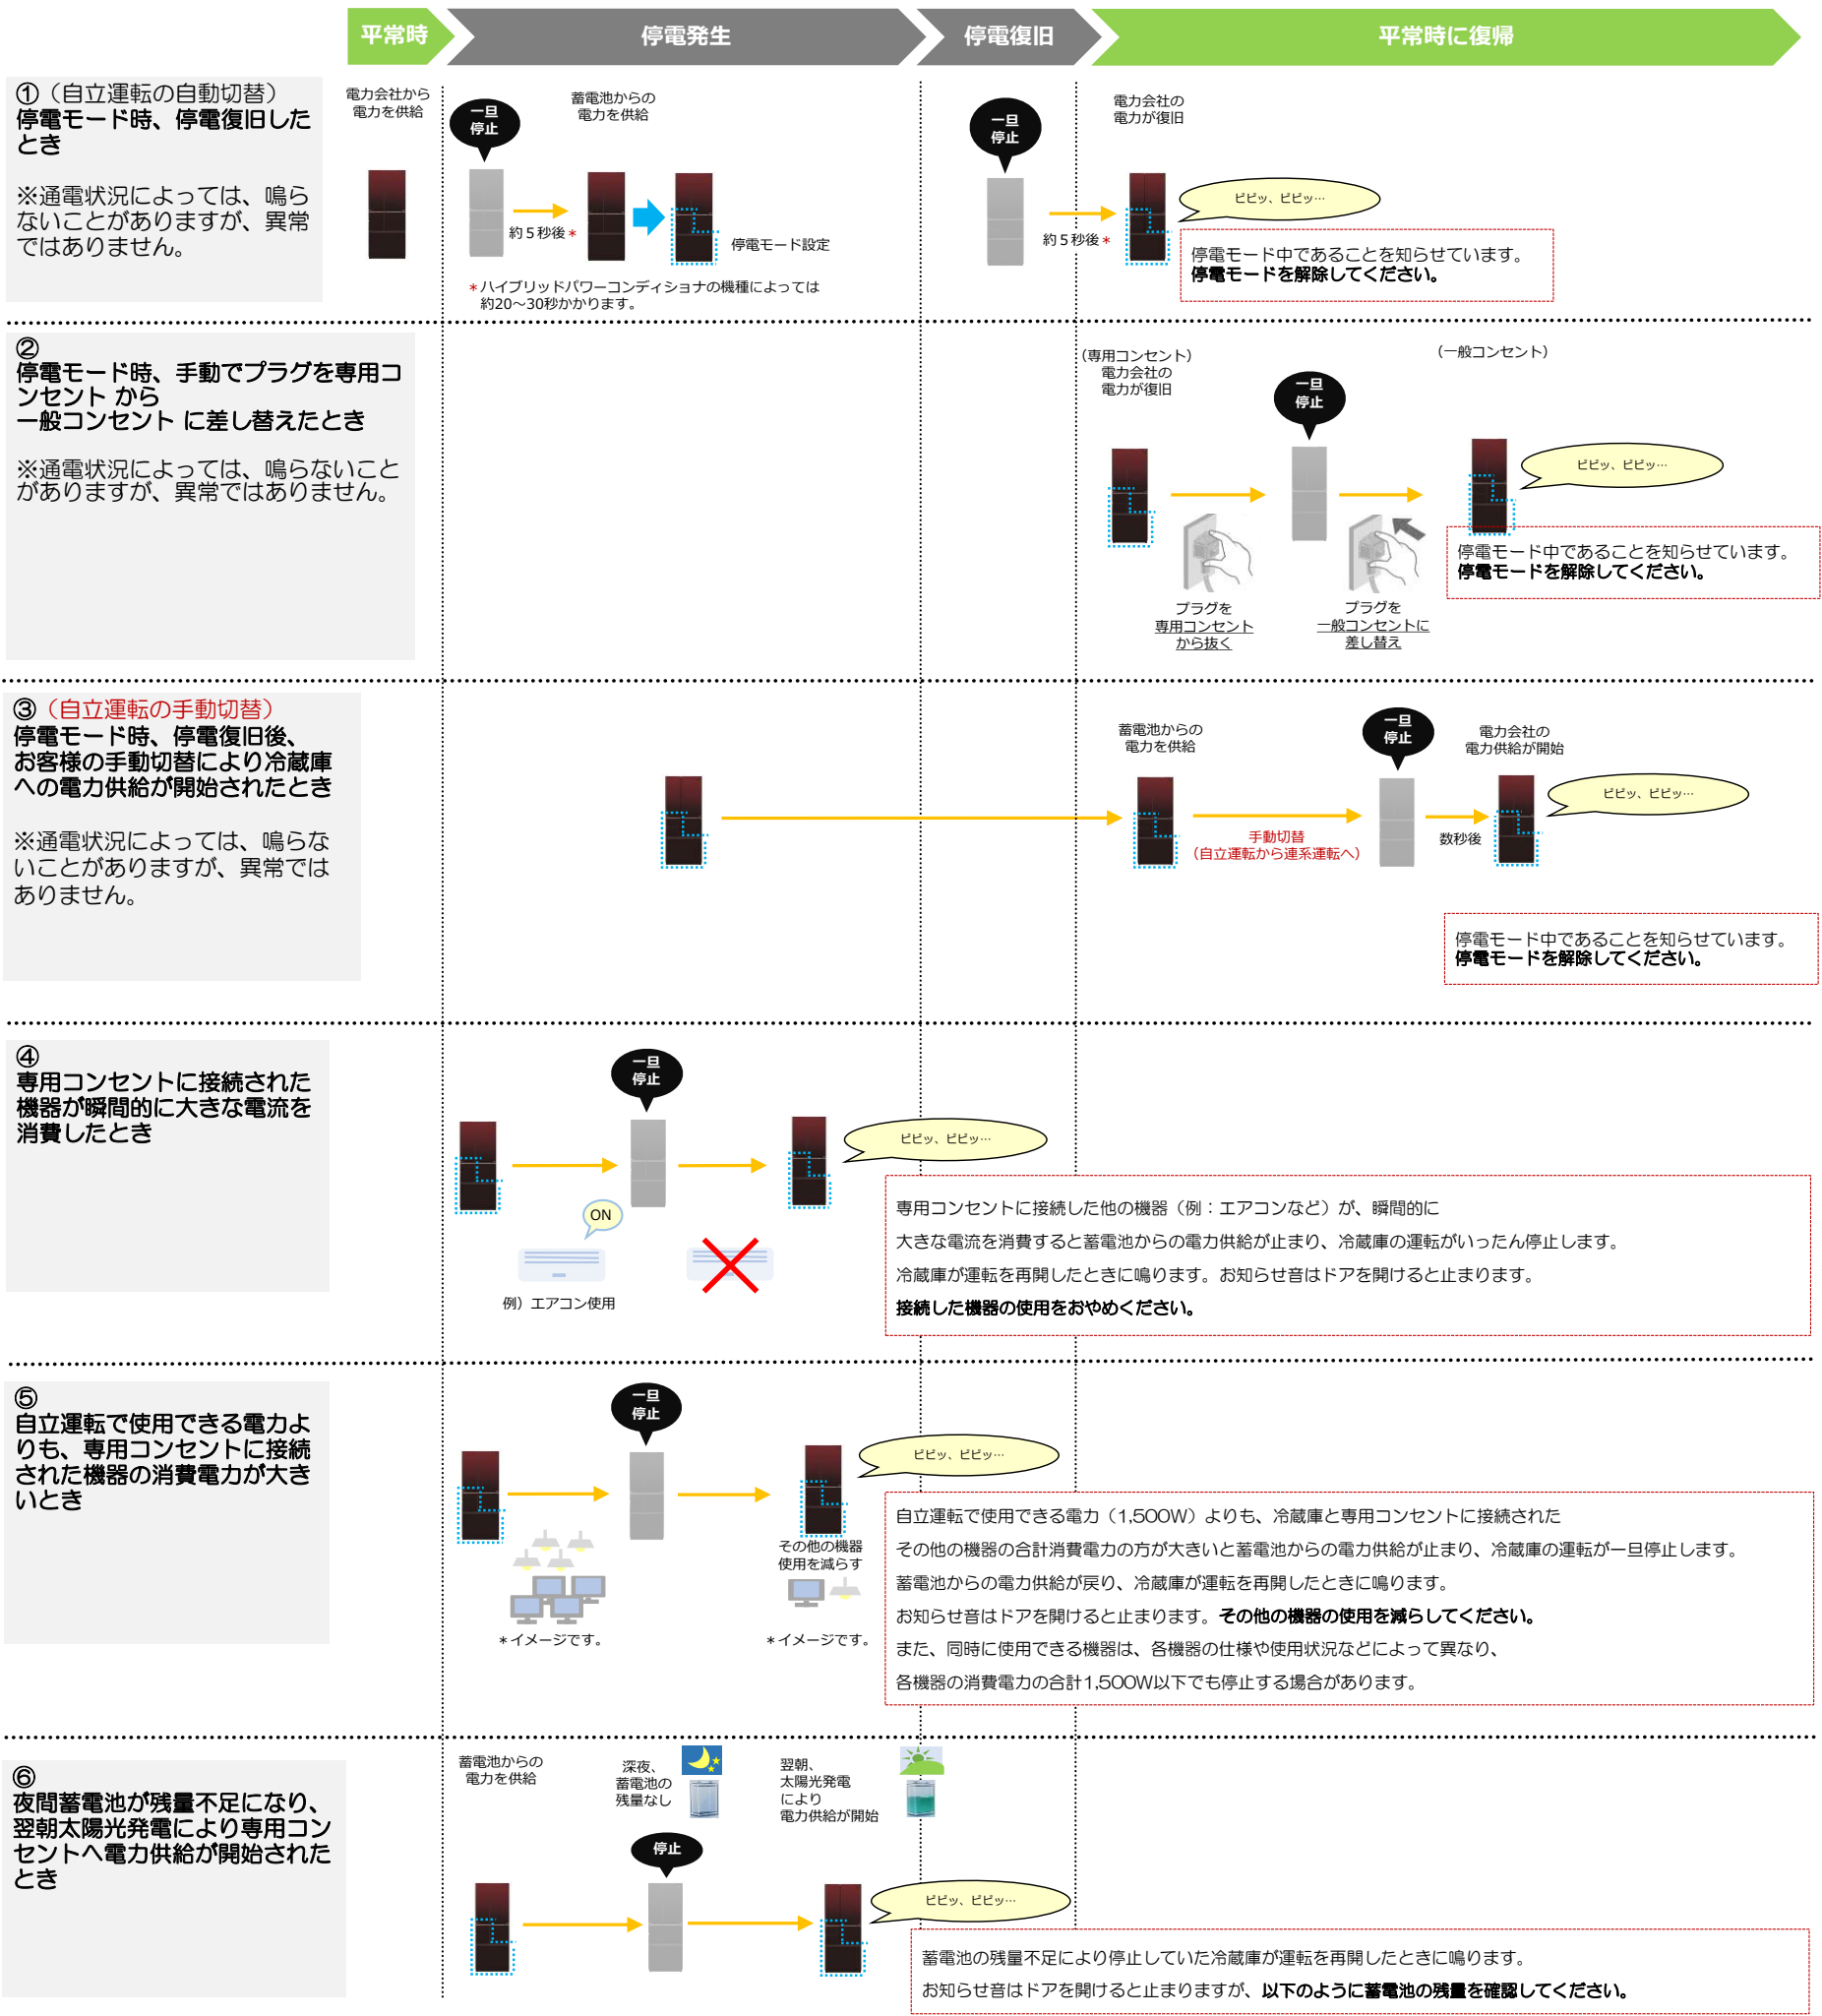 平常時
停電発生
停電復旧
平常時に復帰
①（自立運転の自動切替）
停電モード時、停電復旧した
とき
※通電状況によっては、鳴ら
ないことがありますが、異常
ではありません。
電力会社から
電力を供給
一旦
停止
蓄電池からの
電力を供給
約５秒後＊
停電モード設定
＊ハイブリッドパワーコンディショナの機種によっては
約20～30秒かかります。
一旦
停止
約５秒後＊
電力会社の
電力が復旧
ピピッ、ピピッ…
停電モード中であることを知らせています。
停電モードを解除してください。
②
停電モード時、手動でプラグを専用コ
ンセント から
一般コンセント に差し替えたとき
※通電状況によっては、鳴らないこと
がありますが、異常ではありません。
（専用コンセント）
電力会社の
電力が復旧
一旦
停止
（一般コンセント）
ピピッ、ピピッ…
停電モード中であることを知らせています。
停電モードを解除してください。
プラグを
専用コンセント
から抜く
プラグを
一般コンセントに
差し替え
③（自立運転の手動切替）
停電モード時、停電復旧後、
お客様の手動切替により冷蔵庫
への電力供給が開始されたとき
※通電状況によっては、鳴らな
いことがありますが、異常では
ありません。
蓄電池からの
電力を供給
手動切替
（自立運転から連系運転へ）
一旦
停止
数秒後
電力会社の
電力供給が開始
ピピッ、ピピッ…
停電モード中であることを知らせています。
停電モードを解除してください。
④
専用コンセントに接続された
機器が瞬間的に大きな電流を
消費したとき
一旦
停止
ON
例）エアコン使用
ピピッ、ピピッ…
専用コンセントに接続した他の機器（例：エアコンなど）が、瞬間的に
大きな電流を消費すると蓄電池からの電力供給が止まり、冷蔵庫の運転がいったん停止します。
冷蔵庫が運転を再開したときに鳴ります。お知らせ音はドアを開けると止まります。
接続した機器の使用をおやめください。
⑤
自立運転で使用できる電力よ
りも、専用コンセントに接続
された機器の消費電力が大き
いとき
一旦
停止
＊イメージです。
その他の機器
使用を減らす
＊イメージです。
ピピッ、ピピッ…
自立運転で使用できる電力（1,500W）よりも、冷蔵庫と専用コンセントに接続された
その他の機器の合計消費電力の方が大きいと蓄電池からの電力供給が止まり、冷蔵庫の運転が一旦停止します。
蓄電池からの電力供給が戻り、冷蔵庫が運転を再開したときに鳴ります。
お知らせ音はドアを開けると止まります。その他の機器の使用を減らしてください。
また、同時に使用できる機器は、各機器の仕様や使用状況などによって異なり、
各機器の消費電力の合計1,500W以下でも停止する場合があります。
⑥
夜間蓄電池が残量不足になり、
翌朝太陽光発電により専用コン
セントへ電力供給が開始された
とき
蓄電池からの
電力を供給
深夜、
蓄電池の
残量なし
停止
翌朝、
太陽光発電
により
電力供給が開始
ピピッ、ピピッ…
蓄電池の残量不足により停止していた冷蔵庫が運転を再開したときに鳴ります。
お知らせ音はドアを開けると止まりますが、以下のように蓄電池の残量を確認してください。